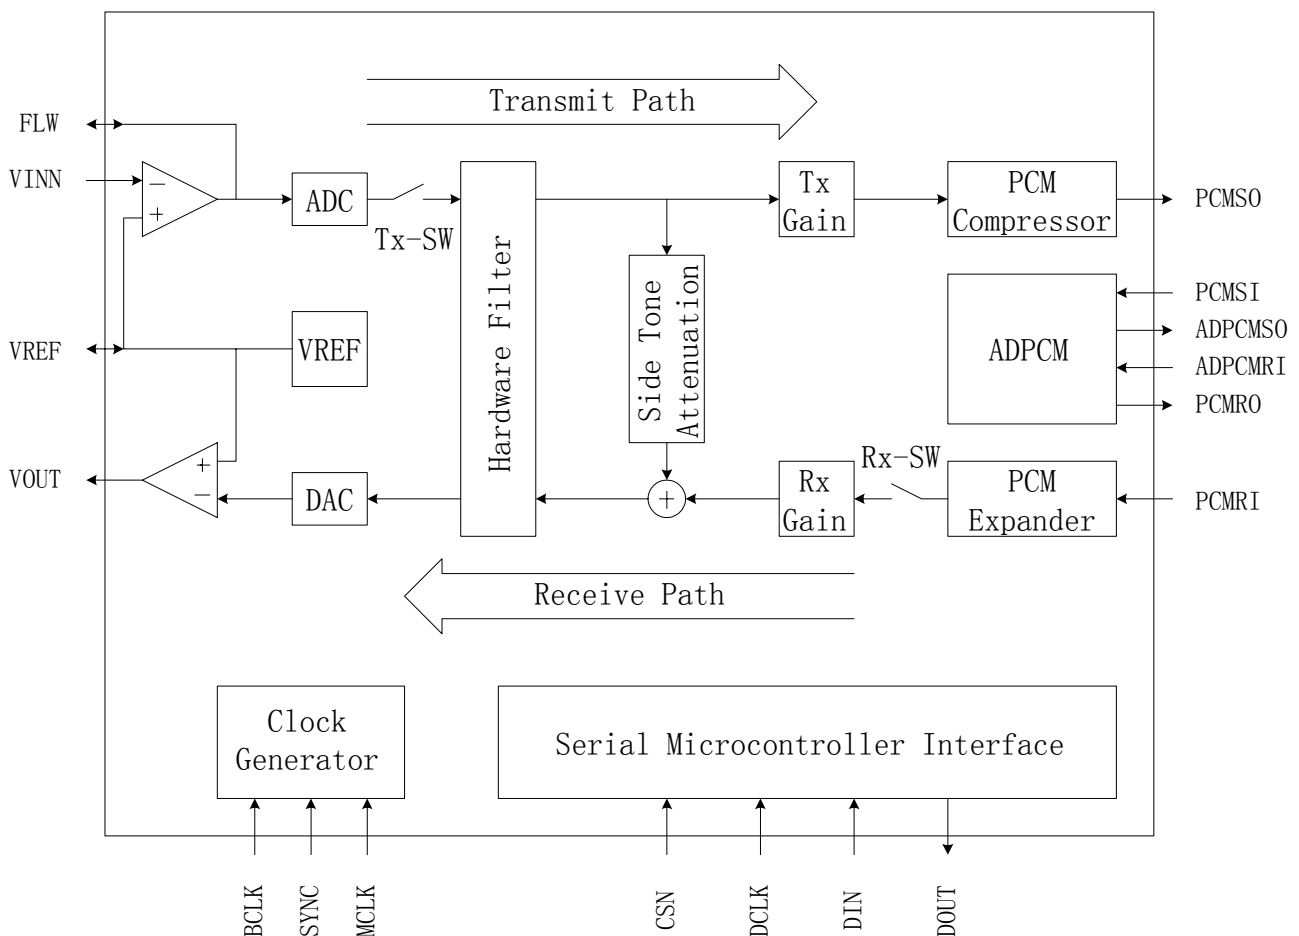 Transmit Path
FLW
VINN
−
+
ADC
Tx-SW
Hardware Filter
Tx
Gain
PCM
Compressor
PCMSO
Side Tone
Attenuation
ADPCM
PCMSI
ADPCMSO
ADPCMRI
PCMRO
VREF
VREF
VOUT
+
−
DAC
+
Rx
Gain
Rx-SW
PCM
Expander
PCMRI
Receive Path
Clock
Generator
Serial Microcontroller Interface
BCLK
SYNC
MCLK
CSN
DCLK
DIN
DOUT